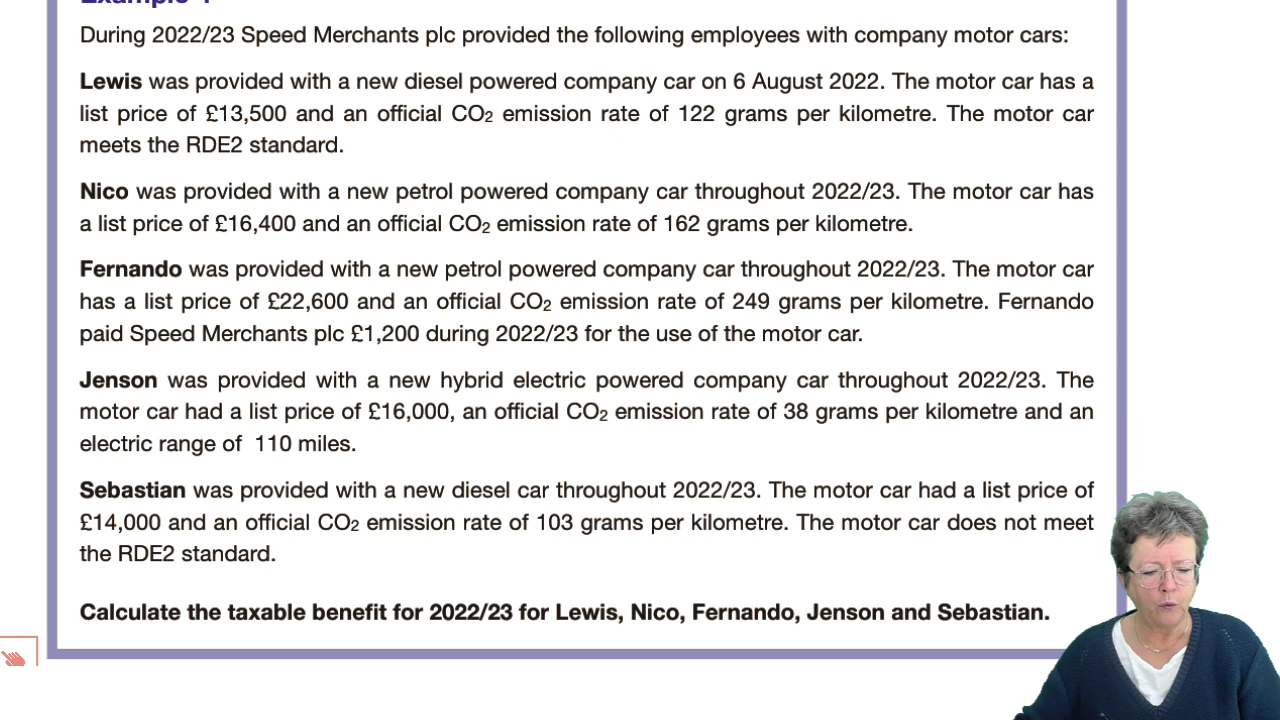 Example 1
During 2022/23 Speed Merchants plc provided the following employees with company motor cars:
Lewis was provided with a new diesel powered company car on 6 August 2022. The motor car has a
list price of £13,500 and an official CO2 emission rate of 122 grams per kilometre. The motor car
meets the RDE2 standard.
Nico was provided with a new petrol powered company car throughout 2022/23. The motor car has
a list price of £16,400 and an official CO2 emission rate of 162 grams per kilometre.
Fernando was provided with a new petrol powered company car throughout 2022/23. The motor car
has a list price of £22,600 and an official CO2 emission rate of 249 grams per kilometre. Fernando
paid Speed Merchants plc £1,200 during 2022/23 for the use of the motor car.
Jenson was provided with a new hybrid electric powered company car throughout 2022/23. The
motor car had a list price of £16,000, an official CO2 emission rate of 38 grams per kilometre and an
electric range of 110 miles.
Sebastian was provided with a new diesel car throughout 2022/23. The motor car had a list price of
£14,000 and an official CO2 emission rate of 103 grams per kilometre. The motor car does not meet
the RDE2 standard.
Calculate the taxable benefit for 2022/23 for Lewis, Nico, Fernando, Jenson and Sebastian.